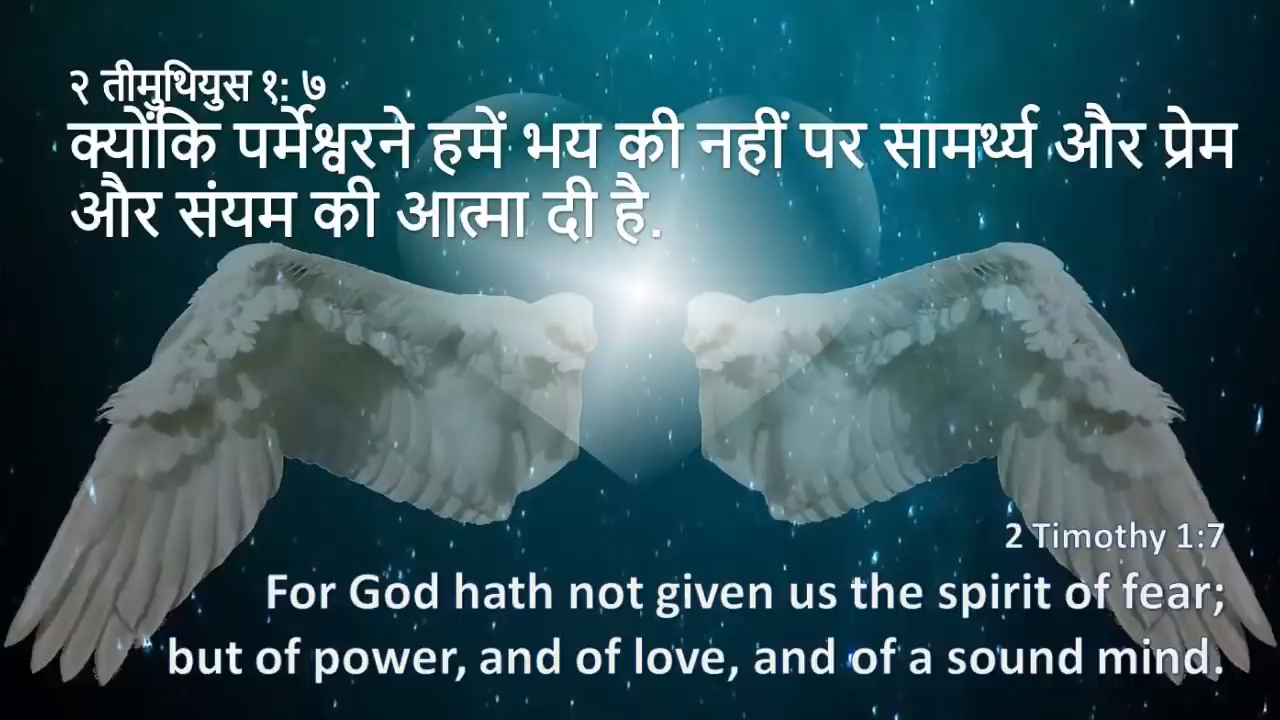 २ तीमुथियुस १: ७
क्योंकि पर्मेश्वरने हमें भय की नहीं पर सामर्थ्य और प्रेम
और संयम की आत्मा दी है.
2 Timothy 1:7
For God hath not given us the spirit of fear;
but of power, and of love, and of a sound mind.